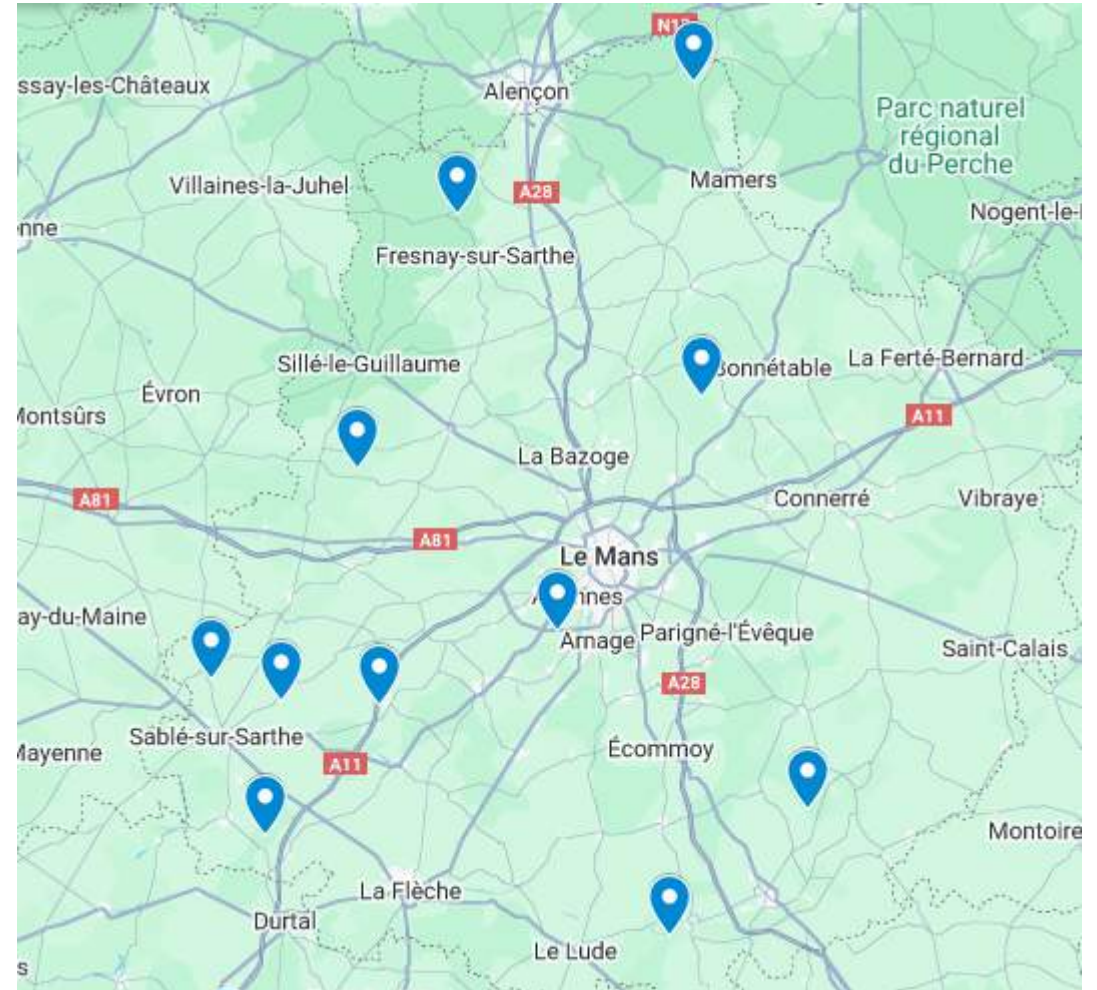 N12
ssay-les-Châteaux
Alençon
Parc naturel
régional
du Perche
Villaines-la-Juhel
A28
Mamers
Nogent-le-
enne
Fresnay-sur-Sarthe
Sillé-le-Guillaume
Bonnétable
La Ferté-Bernard
Évron
Montsûrs
A11
La Bazoge
A81
Connerré
Vibraye
A81
Le Mans
nnes
ay-du-Maine
Arnage
Parigné-l'Évêque
Saint-Calais
A28
Sablé-sur-Sarthe
Mayenne
A11
Écommoy
Montoire
La Flèche
Durtal
Le Lude
s